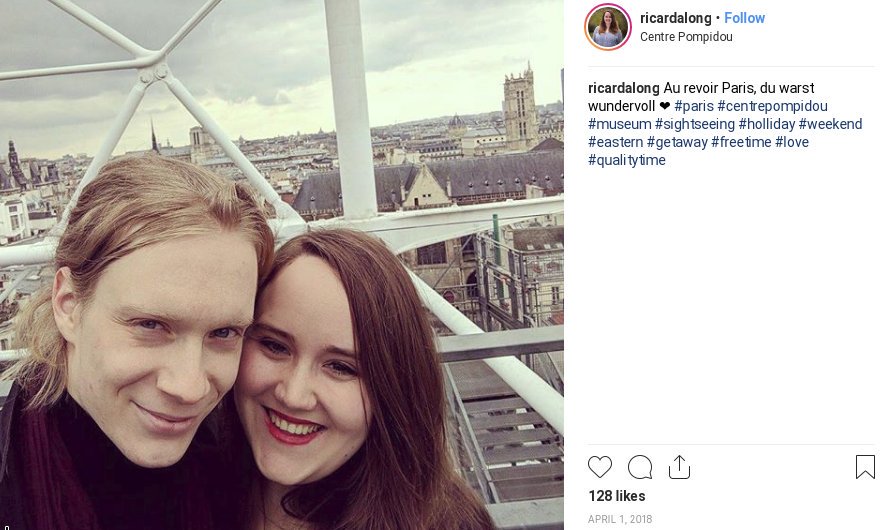 ricardalong • Follow
Centre Pompidou
ricardalong Au revoir Paris, du warst
wundervoll ❤ #paris #centrepompidou
#museum #sightseeing #holliday #weekend
#eastern #getaway #freetime #love
#qualitytime
128 likes
APRIL 1, 2018